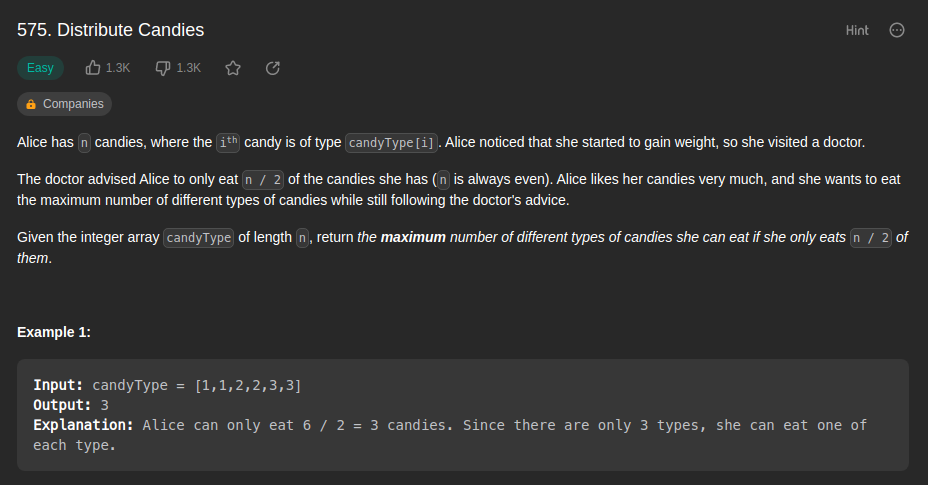 575. Distribute Candies
Hint
Easy
1.3K
1.3K
Companies
Alice has n candies, where the ith candy is of type candyType[i]. Alice noticed that she started to gain weight, so she visited a doctor.
The doctor advised Alice to only eat n / 2 of the candies she has (n is always even). Alice likes her candies very much, and she wants to eat
the maximum number of different types of candies while still following the doctor's advice.
Given the integer array candyType of length n, return the maximum number of different types of candies she can eat if she only eats n / 2 of
them.
Example 1:
Input: candyType = [1,1,2,2,3,3]
Output: 3
Explanation: Alice can only eat 6 / 2 = 3 candies. Since there are only 3 types, she can eat one of
each type.